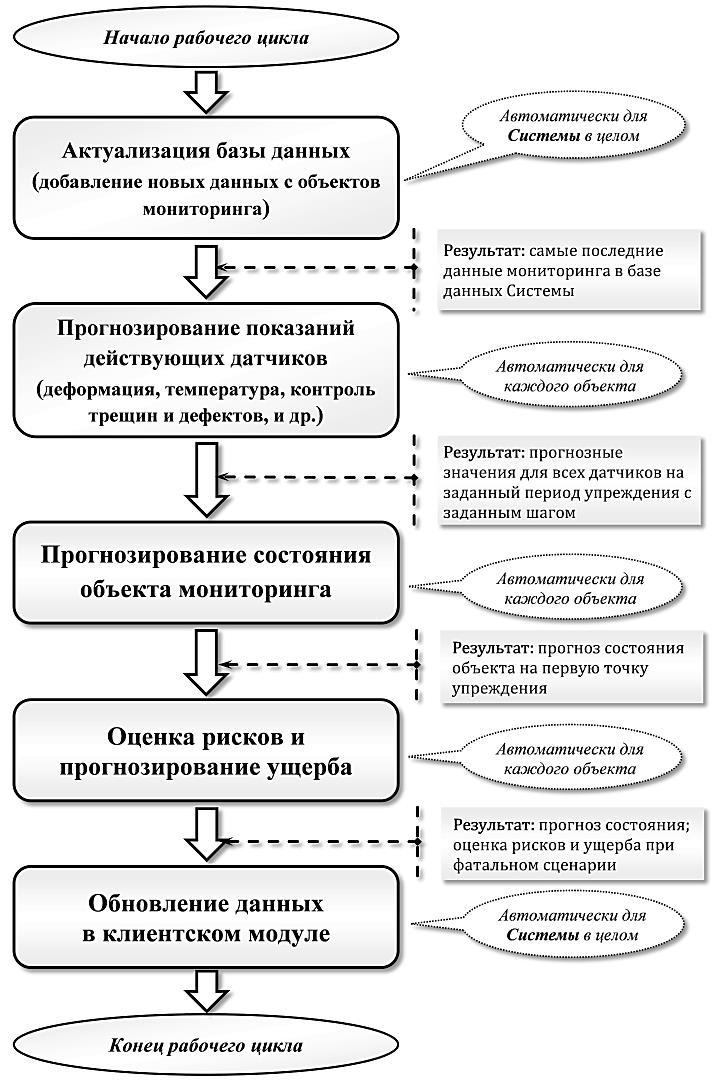 Начало рабочего цикла
Актуализация базы данных
(добавление новых данных с объектов
мониторинга)
Автоматически для
Системы в целом
Результат: самые последние
данные мониторинга в базе
данных Системы
Прогнозирование показаний
действующих датчиков
(деформация, температура, контроль
трещин и дефектов, и др.)
Автоматически для
каждого объекта
Результат: прогнозные
значения для всех датчиков на
заданный период упреждения с
заданным шагом
Прогнозирование состояния
объекта мониторинга
Автоматически для
каждого объекта
Результат: прогноз состояния
объекта на первую точку
упреждения
Оценка рисков и
прогнозирование ущерба
Автоматически для
каждого объекта
Результат: прогноз состояния;
оценка рисков и ущерба при
фатальном сценарии
Обновление данных
в клиентском модуле
Автоматически для
Системы в целом
Конец рабочего цикла